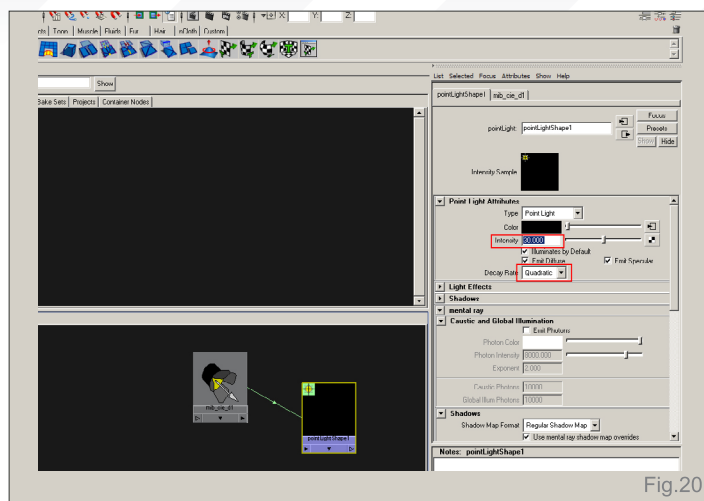 X: Y: Z:
Toon Muscle Fluids Fur Hair nCloth Custom
Show
Bake Sets Projects Container Nodes
mib_cie_d1
pointLightShape1
List Selected Focus Attributes Show Help
pointLightShape1 mib_cie_d1
Focus
pointLight: pointLightShape1 Presets
Show Hide
Intensity Sample
Point Light Attributes
Type Point Light
Color
Intensity 30.000
Illuminates by Default
Emit Diffuse Emit Specular
Decay Rate Quadratic
Light Effects
Shadows
mental ray
Caustic and Global Illumination
Emit Photons
Photon Color
Photon Intensity 8000.000
Exponent 2.000
Caustic Photons 10000
Global Illum Photons 10000
Shadows
Shadow Map Format Regular Shadow Map
Use mental ray shadow map overrides
Notes: pointLightShape1
Fig.20